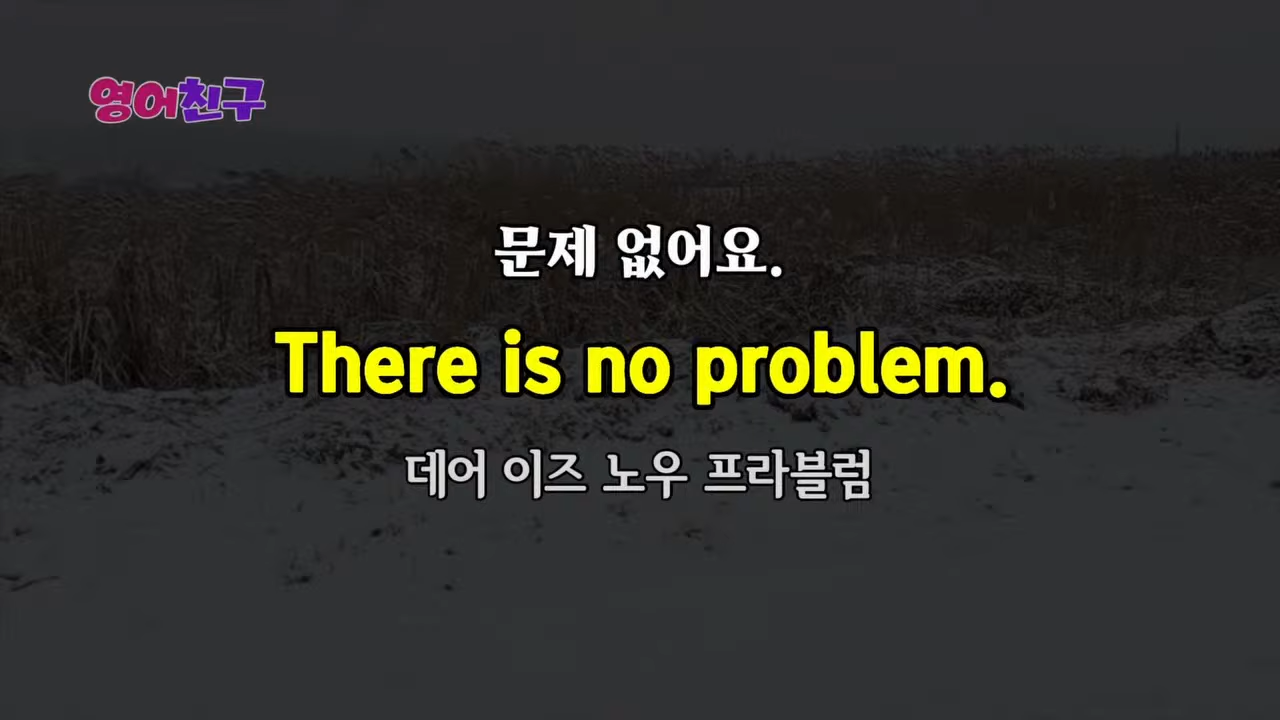 영어친구
문제 없어요.
There is no problem.
데어 이즈 노우 프라블럼